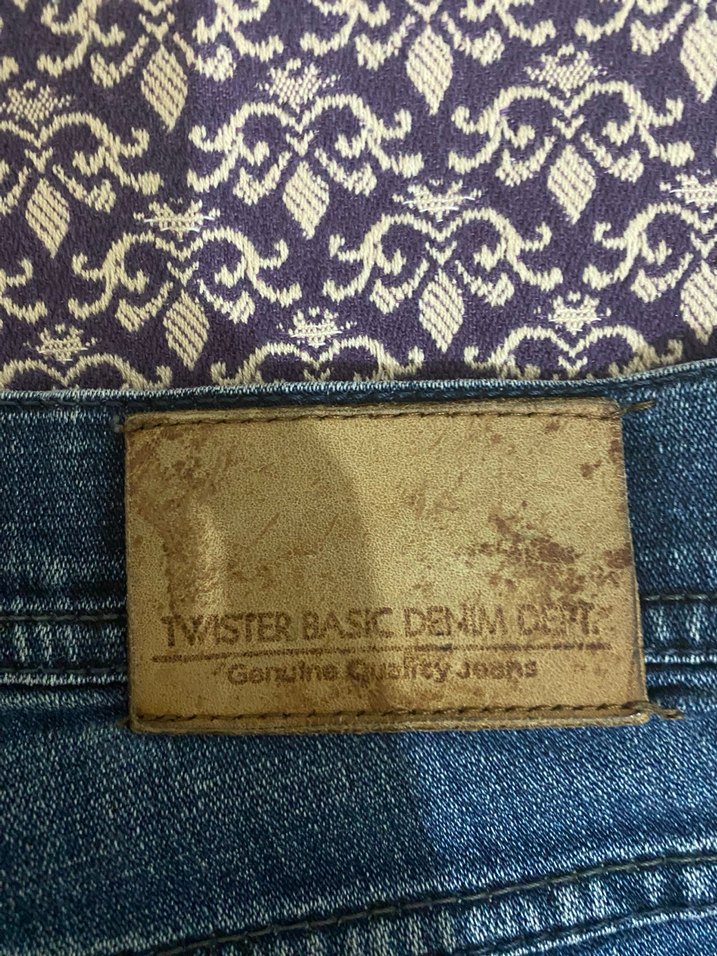 TWISTER BASIC DENIM DEPT.
Genuine Quality Jeans